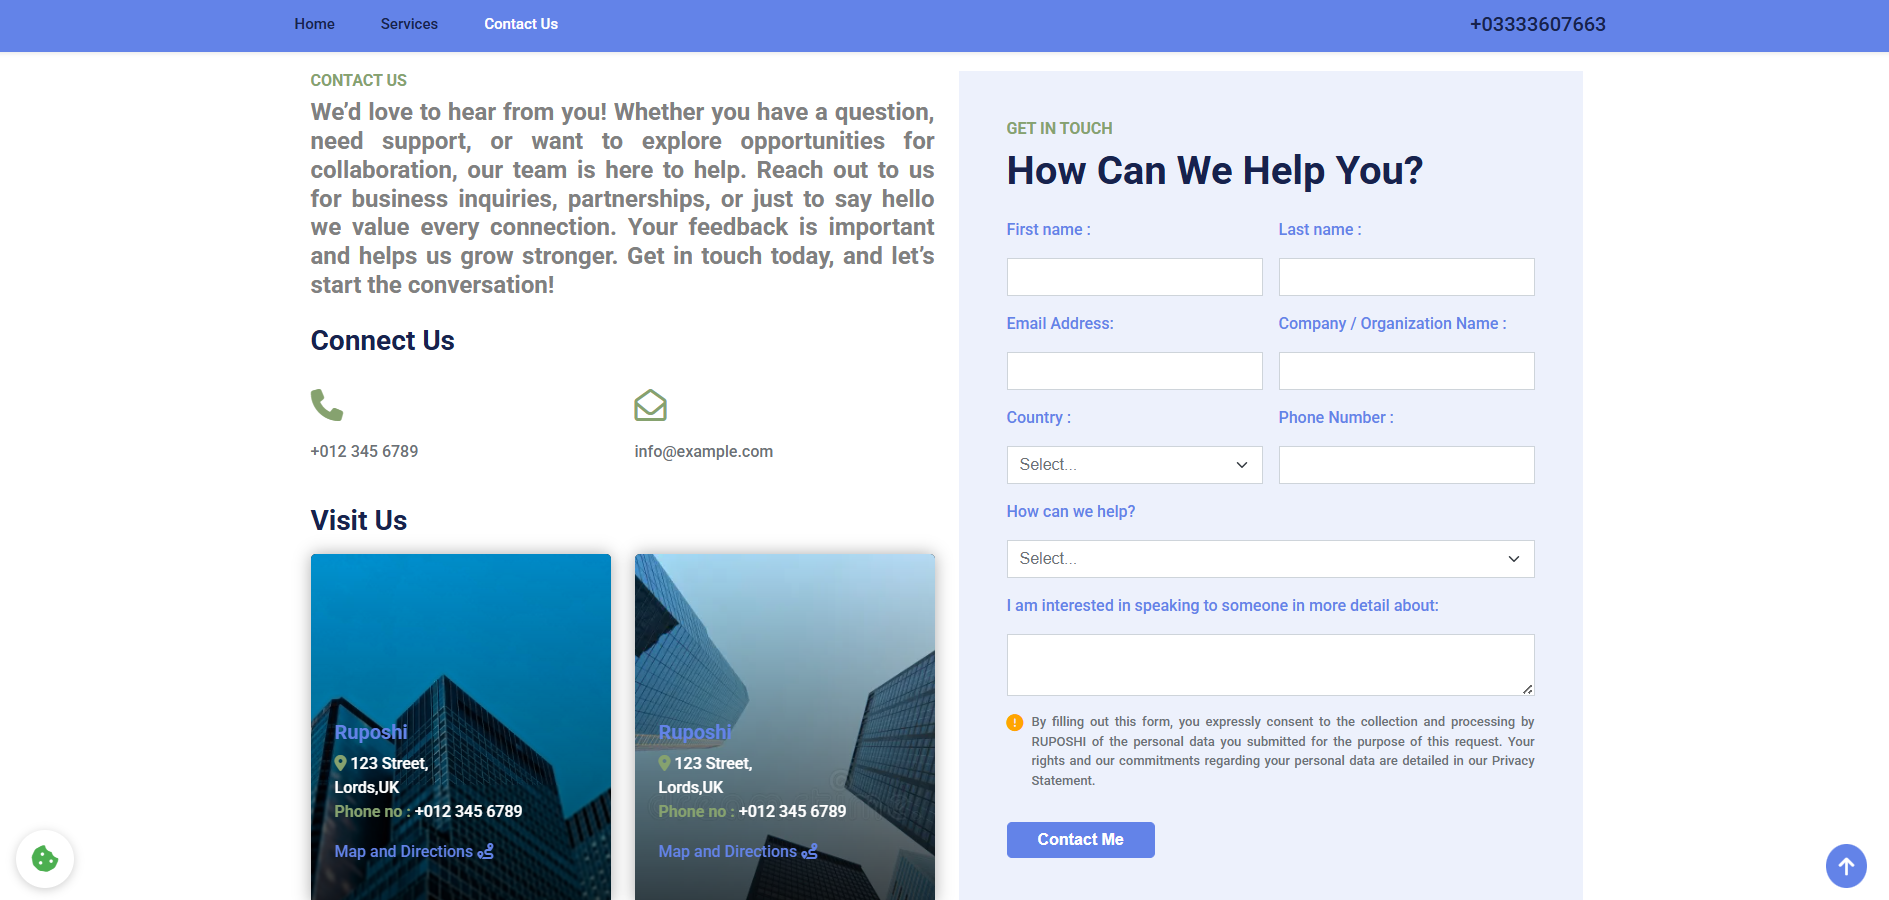 Home
Services
Contact Us
+03333607663
CONTACT US
We’d love to hear from you! Whether you have a question,
need support, or want to explore opportunities for
collaboration, our team is here to help. Reach out to us
for business inquiries, partnerships, or just to say hello
we value every connection. Your feedback is important
and helps us grow stronger. Get in touch today, and let’s
start the conversation!
Connect Us
+012 345 6789
info@example.com
Visit Us
Ruposhi
123 Street,
Lords,UK
Phone no : +012 345 6789
Map and Directions
Ruposhi
123 Street,
Lords,UK
Phone no : +012 345 6789
Map and Directions
GET IN TOUCH
How Can We Help You?
First name :
Last name :
Email Address:
Company / Organization Name :
Country :
Phone Number :
Select...
How can we help?
Select...
I am interested in speaking to someone in more detail about:
By filling out this form, you expressly consent to the collection and processing by
RUPOSHI of the personal data you submitted for the purpose of this request. Your
rights and our commitments regarding your personal data are detailed in our Privacy
Statement.
Contact Me